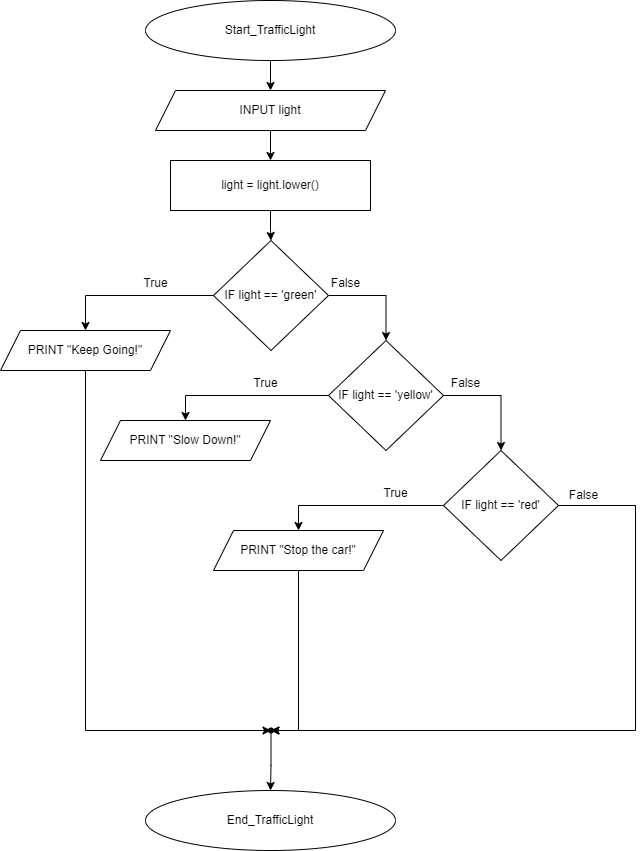 Start_TrafficLight
INPUT light
light = light.lower()
IF light == 'green'
True
False
PRINT "Keep Going!"
IF light == 'yellow'
True
False
PRINT "Slow Down!"
IF light == 'red'
True
False
PRINT "Stop the car!"
End_TrafficLight